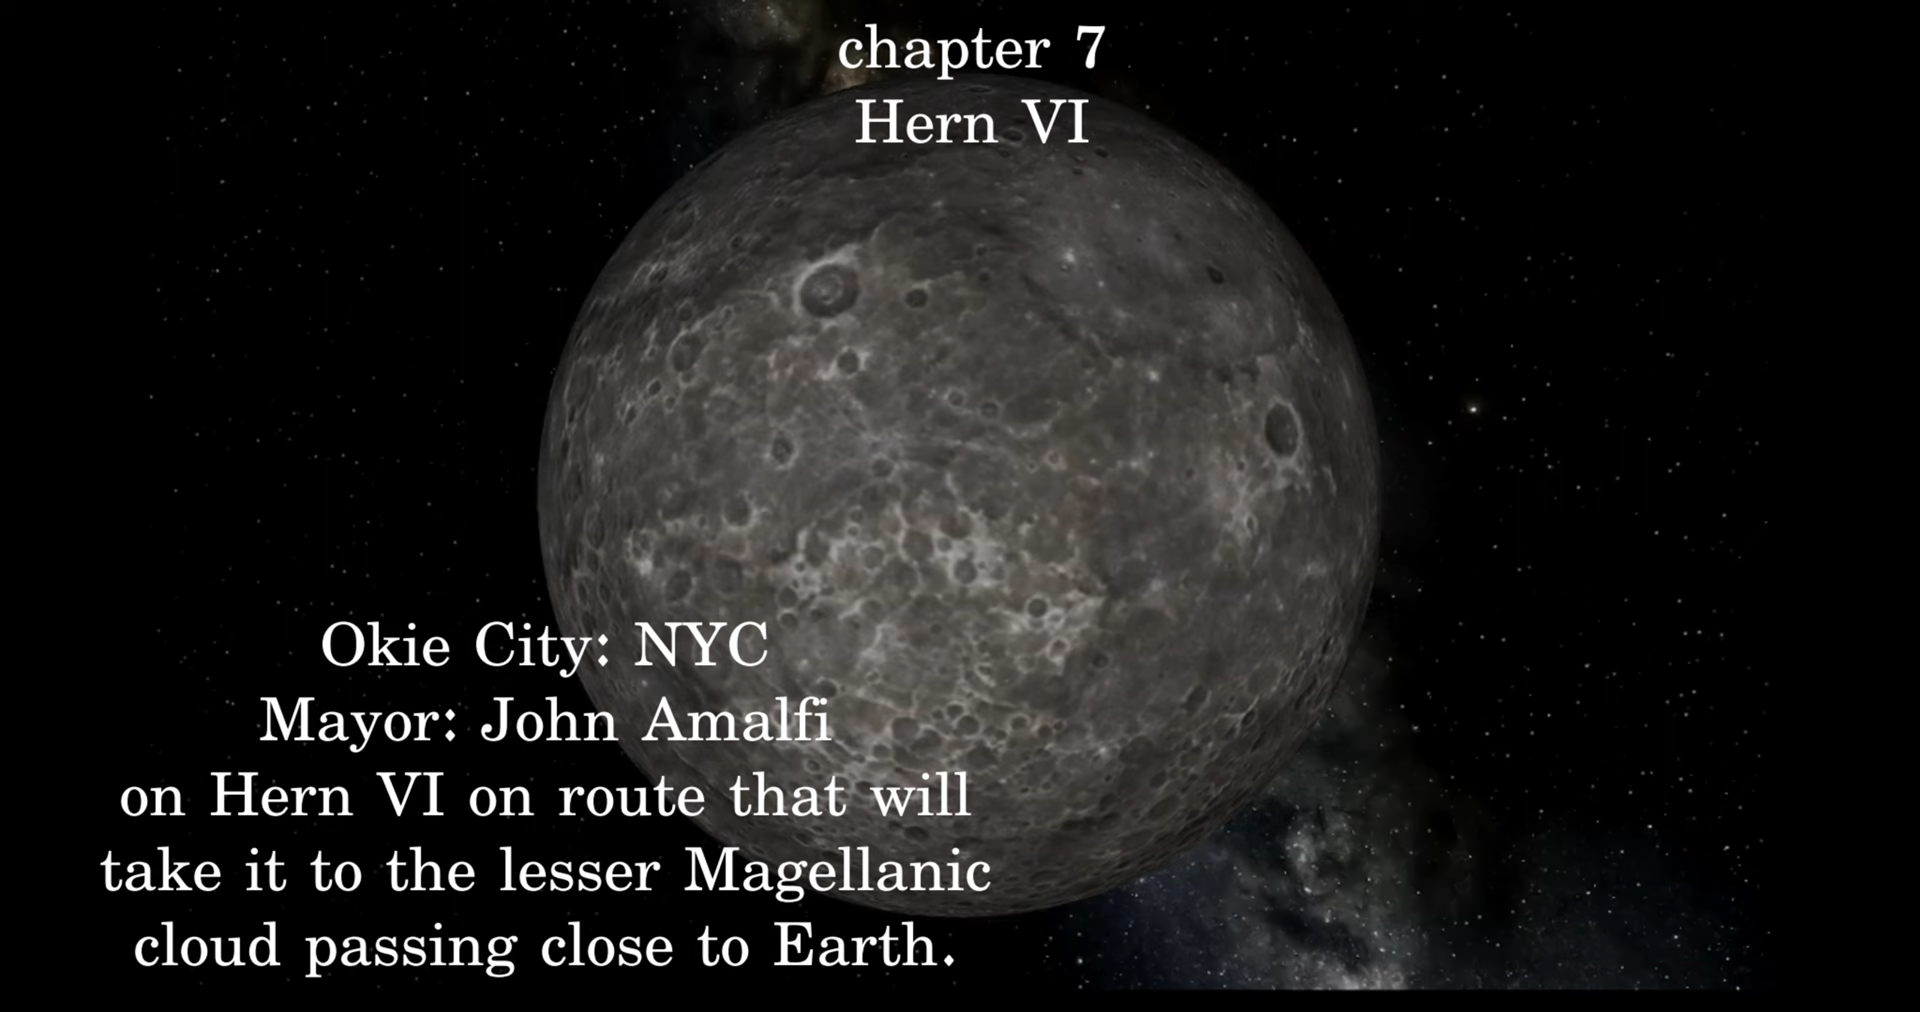 chapter 7
Hern VI
Okie City: NYC
Mayor: John Amalfi
on Hern VI on route that will
take it to the lesser Magellanic
cloud passing close to Earth.